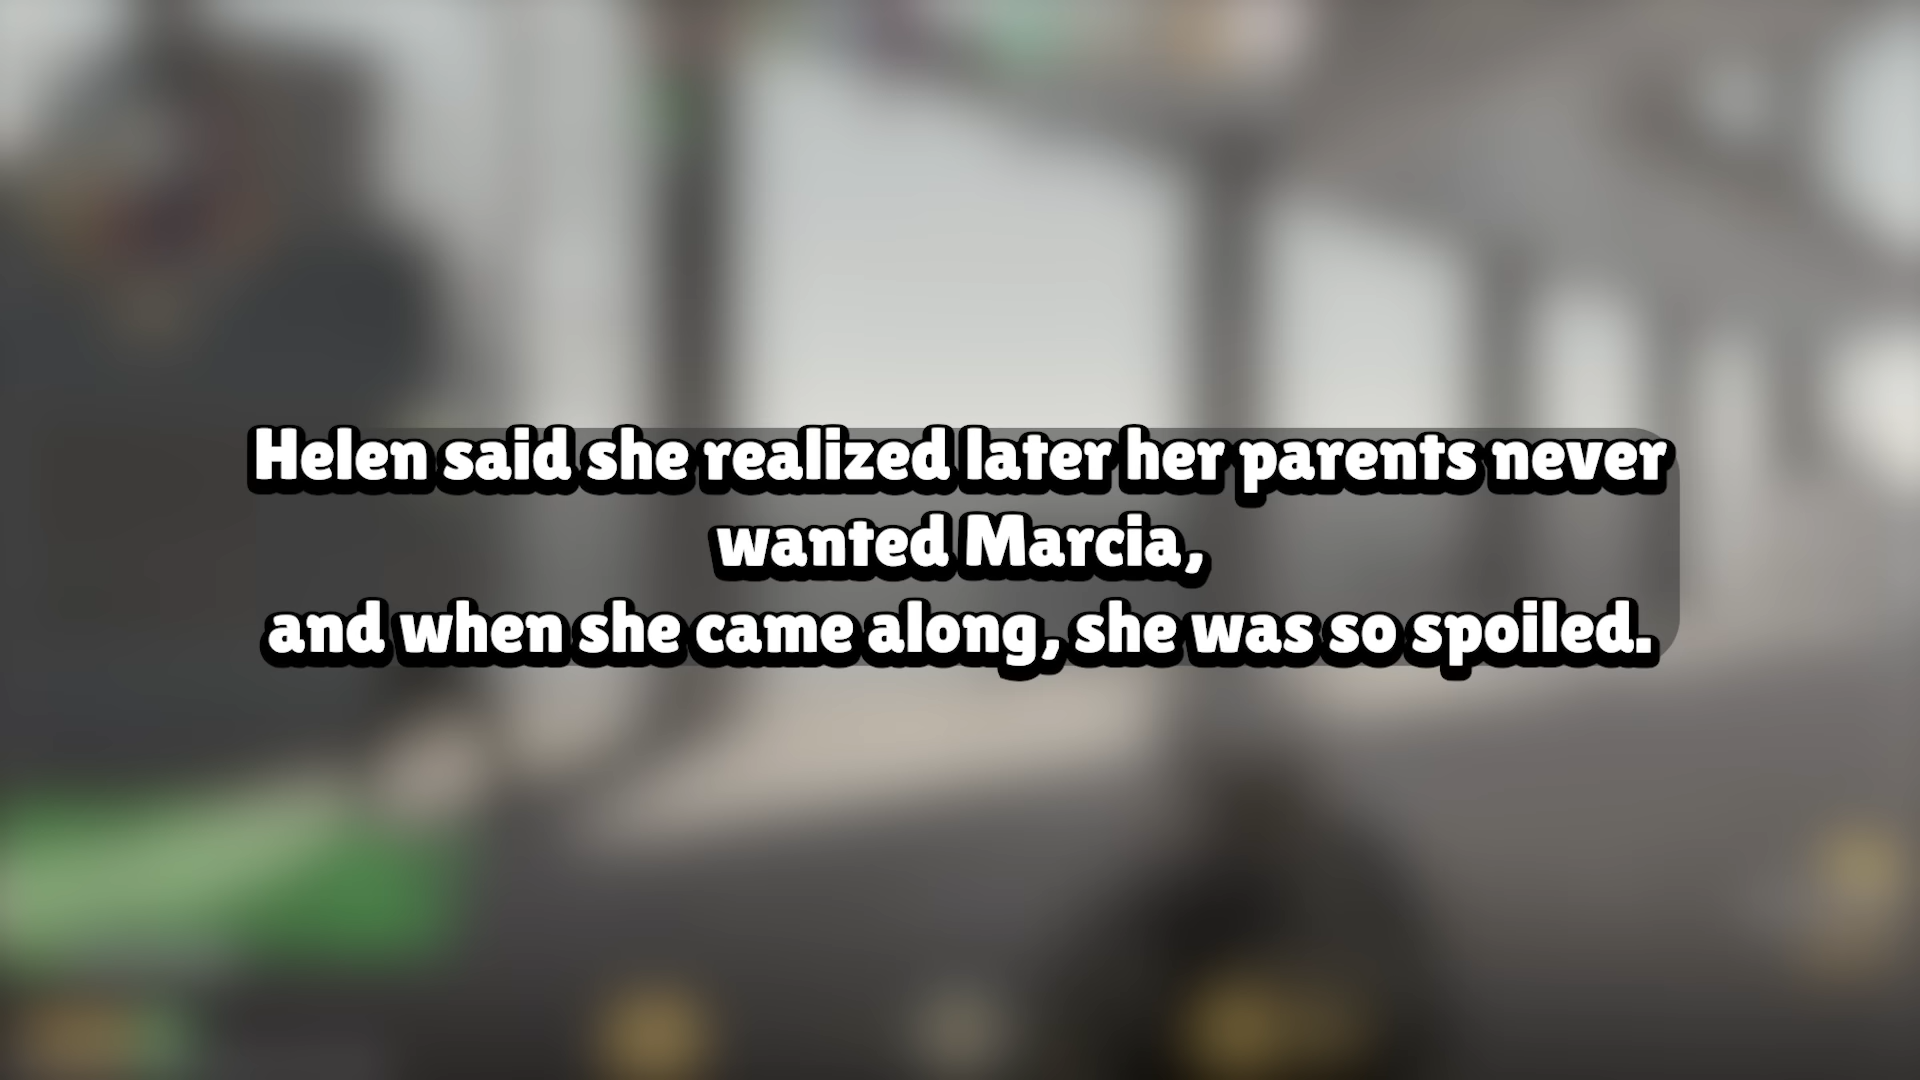 Helen said she realized later her parents never
wanted Marcia,
and when she came along, she was so spoiled.